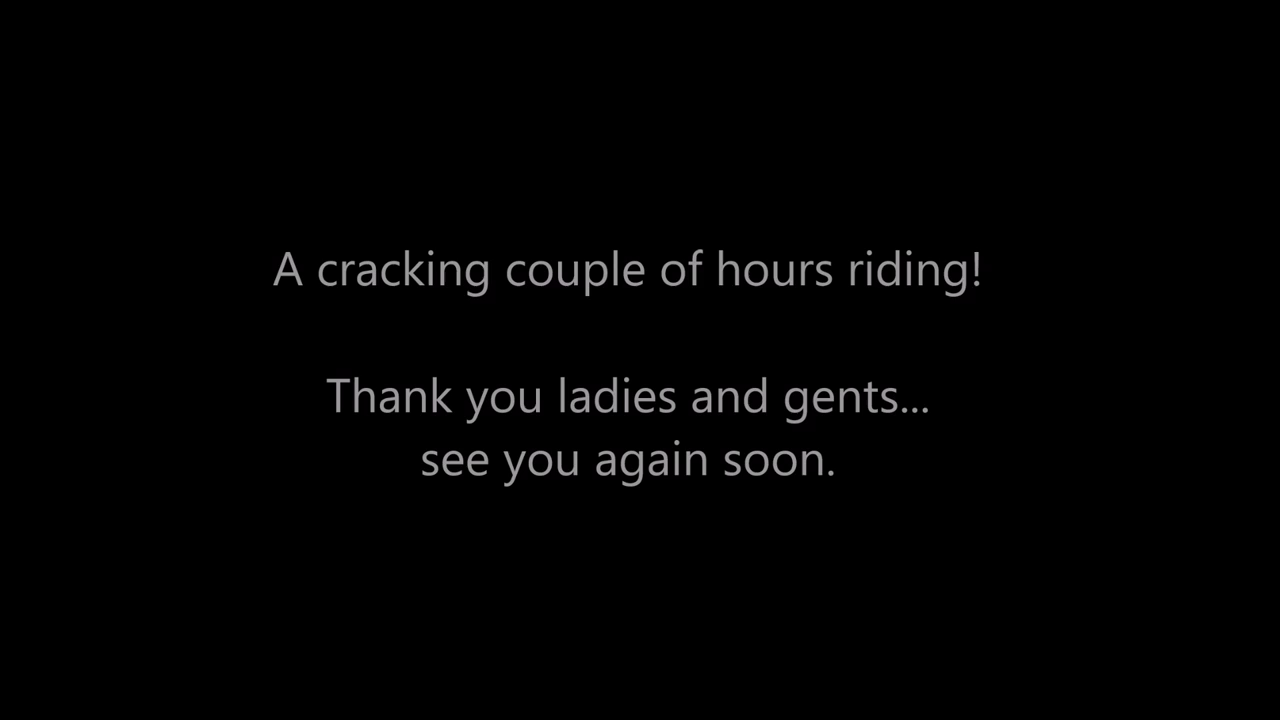 A cracking couple of hours riding!
Thank you ladies and gents...
see you again soon.